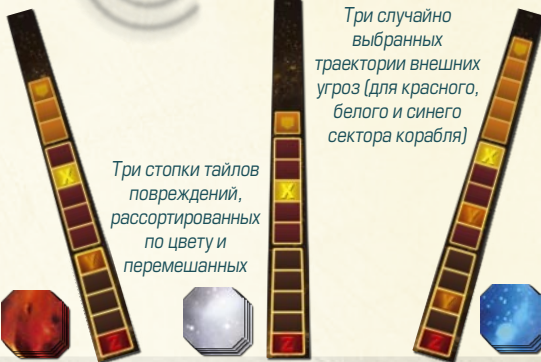 Три случайно
выбранных
траектории внешних
угроз (для красного,
белого и синего
сектора корабля)
Три стопки тайлов
повреждений,
рассортированных
по цвету и
перемешанных
X
Y
Z
X
Z
X
Y
Y
Z